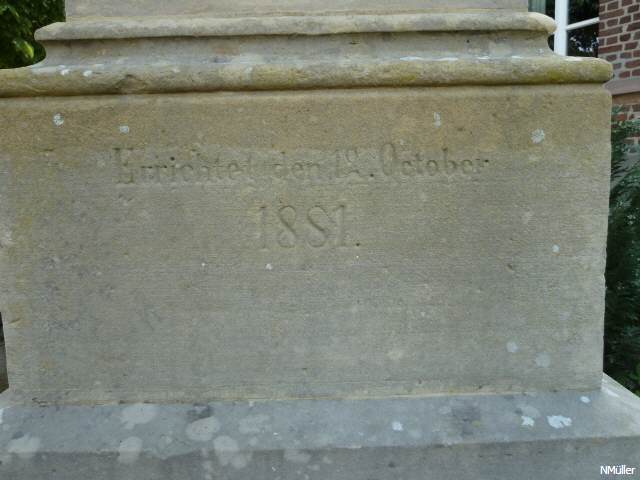 Errichtet den 18. October
1881.
NMüller